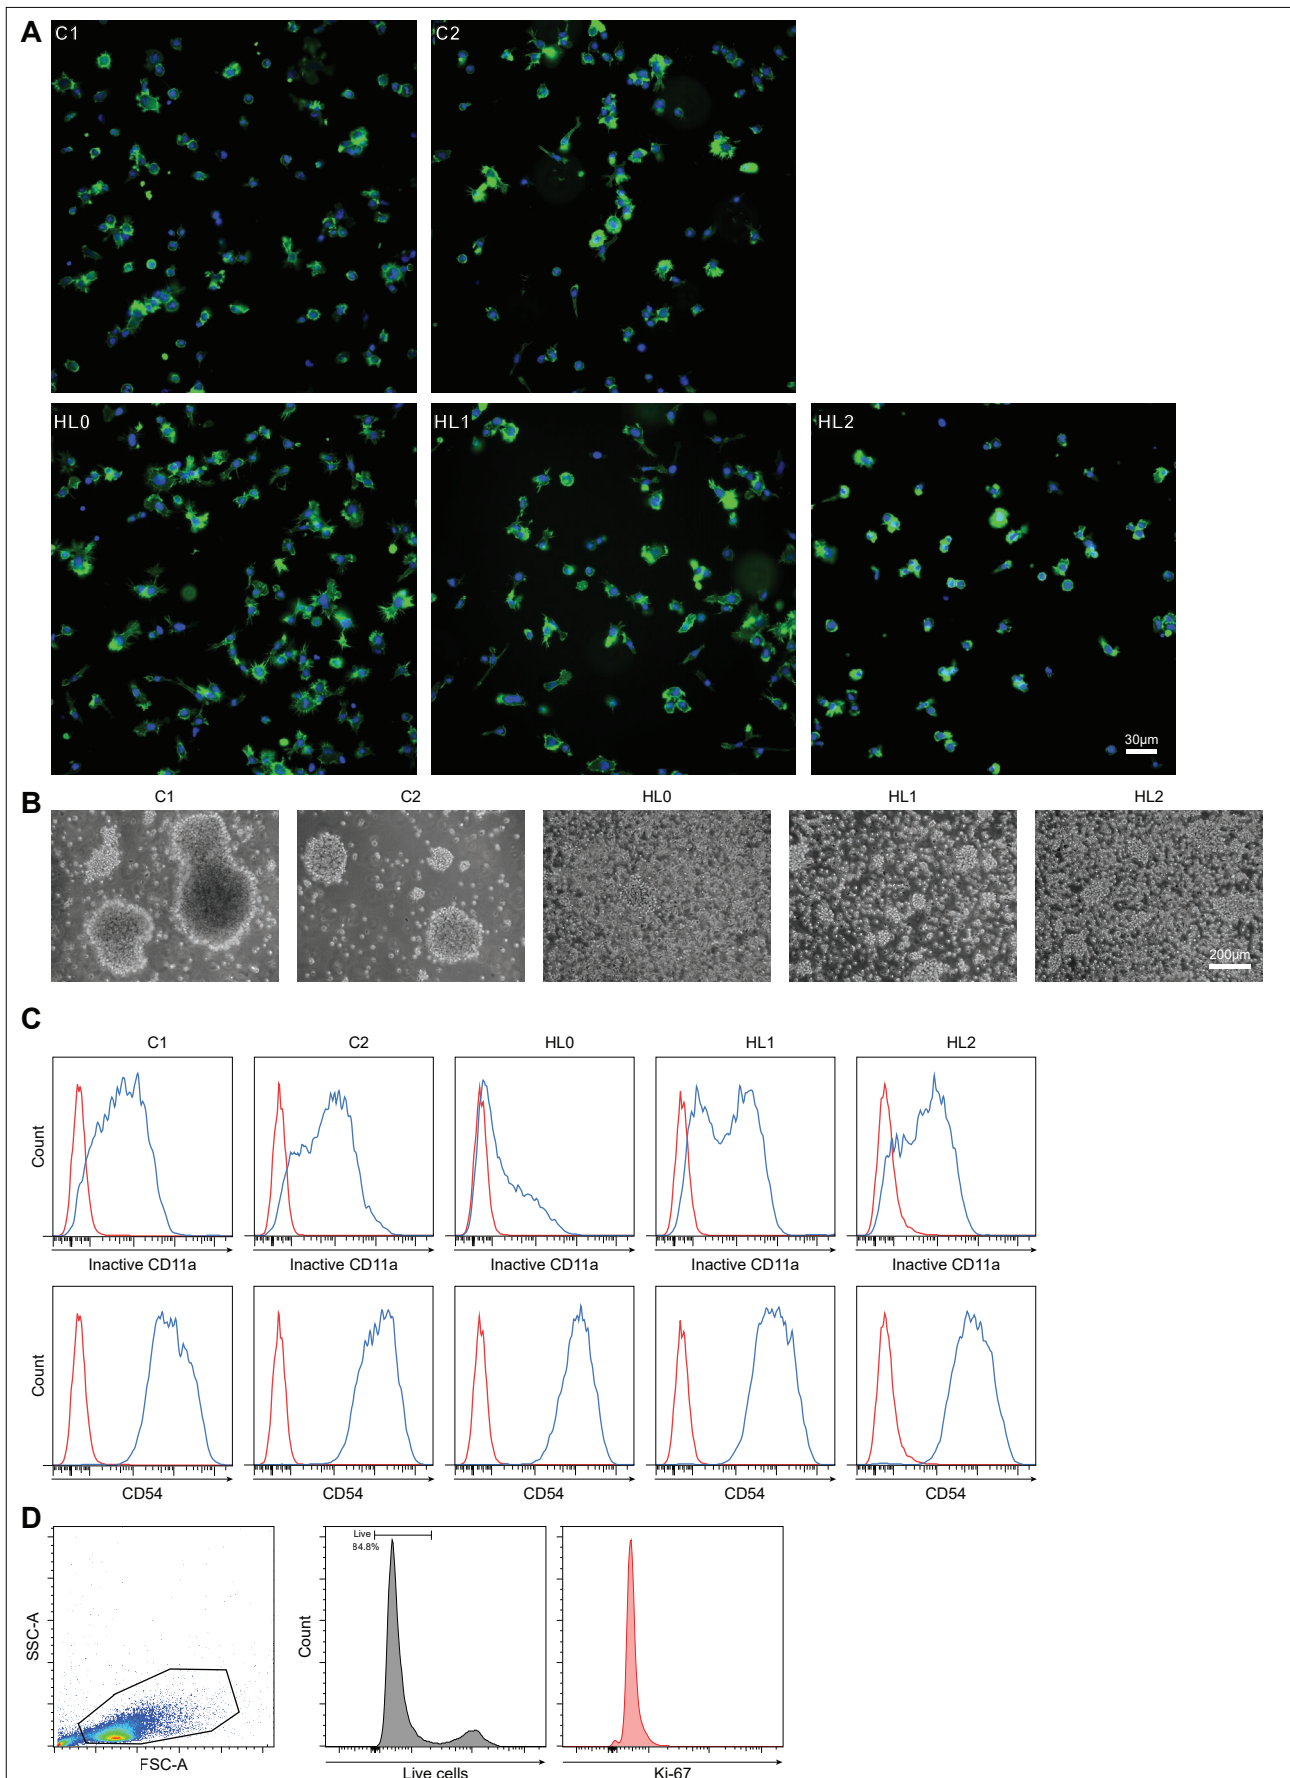 A
C1
C2
HL0
HL1
HL2
30µm
B
C1
C2
HL0
HL1
HL2
200µm
C
C1
C2
HL0
HL1
HL2
Count
Inactive CD11a
Inactive CD11a
Inactive CD11a
Inactive CD11a
Inactive CD11a
Count
CD54
CD54
CD54
CD54
CD54
D
SSC-A
FSC-A
Live
84.8%
Count
Live cells
Ki-67